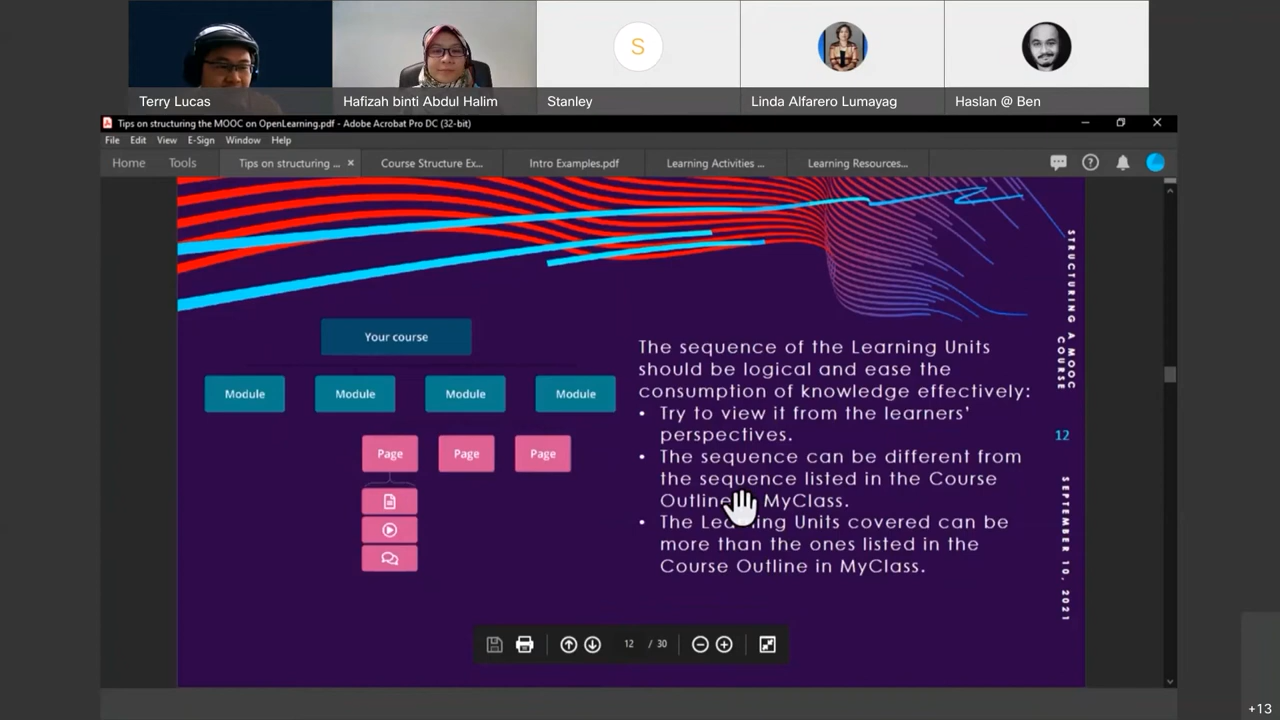 S
Terry Lucas
Hafizah binti Abdul Halim
Stanley
Linda Alfarero Lumayag
Haslan @ Ben
Tips on structuring the MOOC on OpenLearning.pdf - Adobe Acrobat Pro DC (32-bit)
File Edit View E-Sign Window Help
Home Tools Tips on structuring ... × Course Structure Ex... Intro Examples.pdf Learning Activities ... Learning Resources...
STRUCTURING A MOOC
COURSE
Your course
Module Module Module Module
Page Page Page
The sequence of the Learning Units
should be logical and ease the
consumption of knowledge effectively:
• Try to view it from the learners'
perspectives.
• The sequence can be different from
the sequence listed in the Course
Outline MyClass.
• The Units covered can be
more than the ones listed in the
Course Outline in MyClass.
12
SEPTEMBER 10, 2021
12 / 30
+13